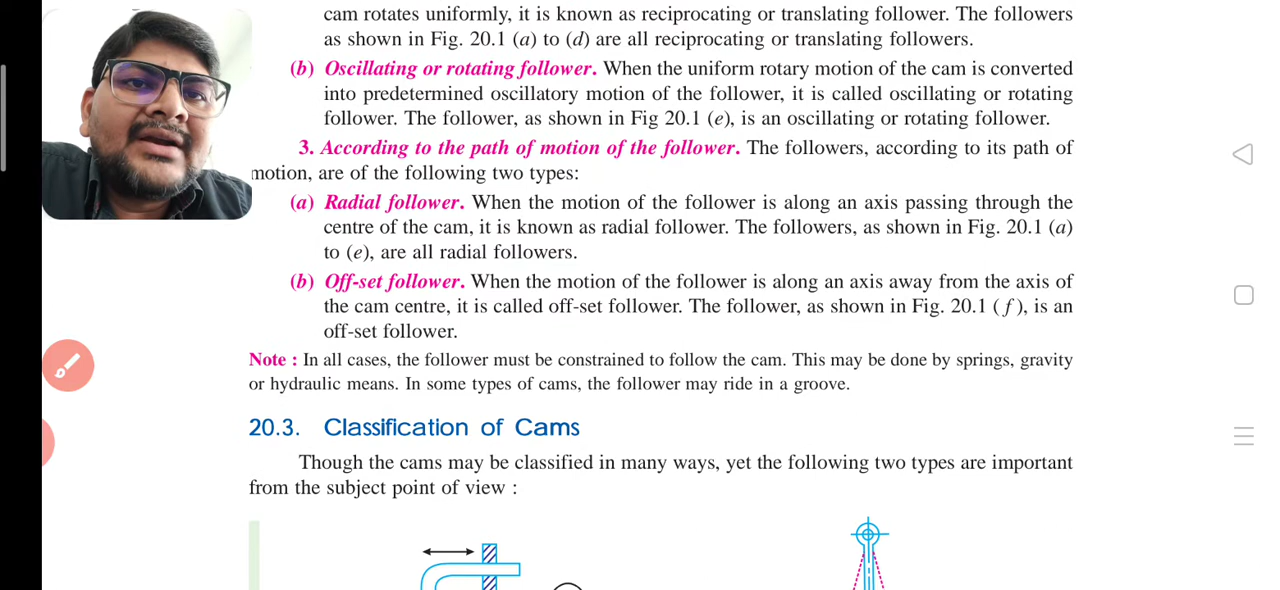 cam rotates uniformly, it is known as reciprocating or translating follower. The followers
as shown in Fig. 20.1 (a) to (d) are all reciprocating or translating followers.
(b) Oscillating or rotating follower. When the uniform rotary motion of the cam is converted
into predetermined oscillatory motion of the follower, it is called oscillating or rotating
follower. The follower, as shown in Fig 20.1 (e), is an oscillating or rotating follower.
3. According to the path of motion of the follower. The followers, according to its path of
motion, are of the following two types:
(a) Radial follower. When the motion of the follower is along an axis passing through the
centre of the cam, it is known as radial follower. The followers, as shown in Fig. 20.1 (a)
to (e), are all radial followers.
(b) Off-set follower. When the motion of the follower is along an axis away from the axis of
the cam centre, it is called off-set follower. The follower, as shown in Fig. 20.1 ( f ), is an
off-set follower.
Note : In all cases, the follower must be constrained to follow the cam. This may be done by springs, gravity
or hydraulic means. In some types of cams, the follower may ride in a groove.
20.3. Classification of Cams
Though the cams may be classified in many ways, yet the following two types are important
from the subject point of view :